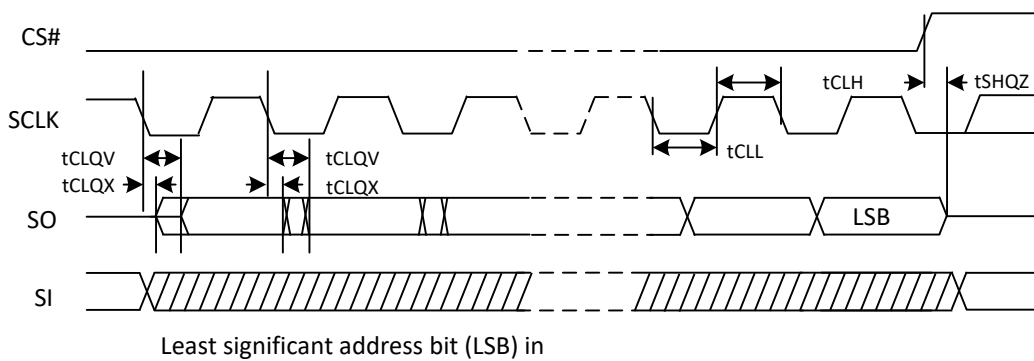 CS#
tCLH
tSHQZ
SCLK
tCLQV
tCLQV
tCLL
tCLQX
tCLQX
SO
LSB
SI
Least significant address bit (LSB) in